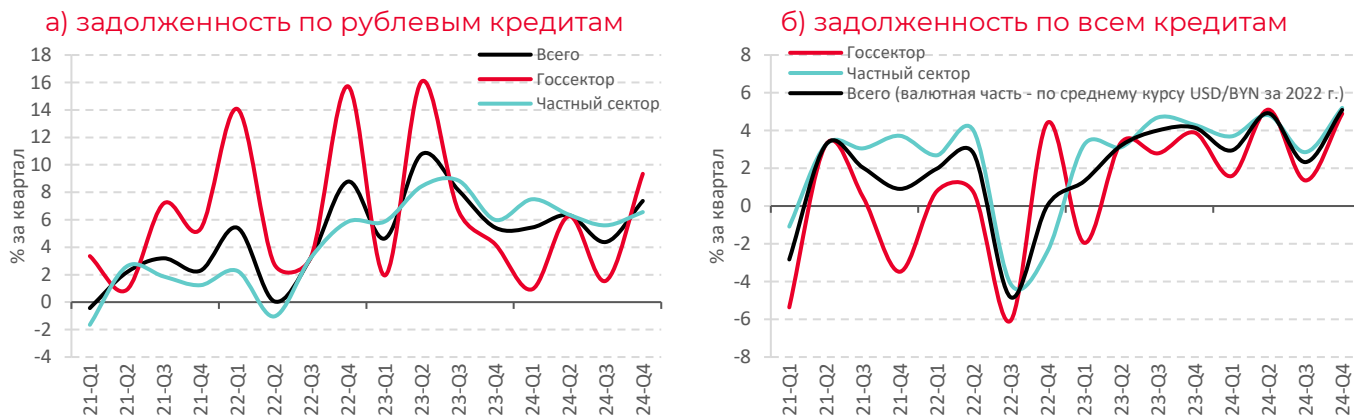 а) задолженность по рублевым кредитам
18
16
14
12
10
8
6
4
2
0
-2
-4
% за квартал
Всего
Госсектор
Частный сектор
21-Q1
21-Q2
21-Q3
21-Q4
22-Q1
22-Q2
22-Q3
22-Q4
23-Q1
23-Q2
23-Q3
23-Q4
24-Q1
24-Q2
24-Q3
24-Q4
б) задолженность по всем кредитам
8
6
4
2
0
-2
-4
-6
-8
% за квартал
Госсектор
Частный сектор
Всего (валютная часть - по среднему курсу USD/BYN за 2022 г.)
21-Q1
21-Q2
21-Q3
21-Q4
22-Q1
22-Q2
22-Q3
22-Q4
23-Q1
23-Q2
23-Q3
23-Q4
24-Q1
24-Q2
24-Q3
24-Q4